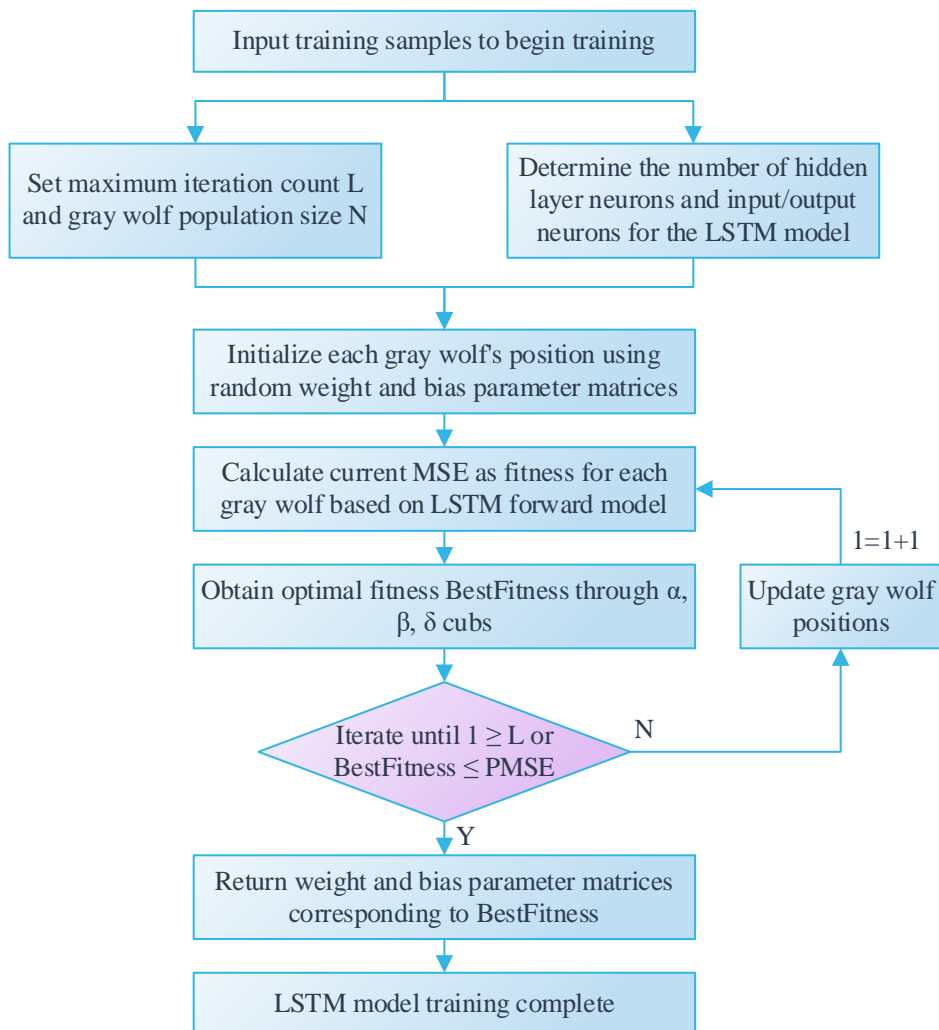 Input training samples to begin training
Set maximum iteration count L
and gray wolf population size N
Determine the number of hidden
layer neurons and input/output
neurons for the LSTM model
Initialize each gray wolf's position using
random weight and bias parameter matrices
Calculate current MSE as fitness for each
gray wolf based on LSTM forward model
1=1+1
Obtain optimal fitness BestFitness through α,
β, δ cubs
Update gray wolf
positions
Iterate until 1 ≥ L or
BestFitness ≤ PMSE
N
Y
Return weight and bias parameter matrices
corresponding to BestFitness
LSTM model training complete